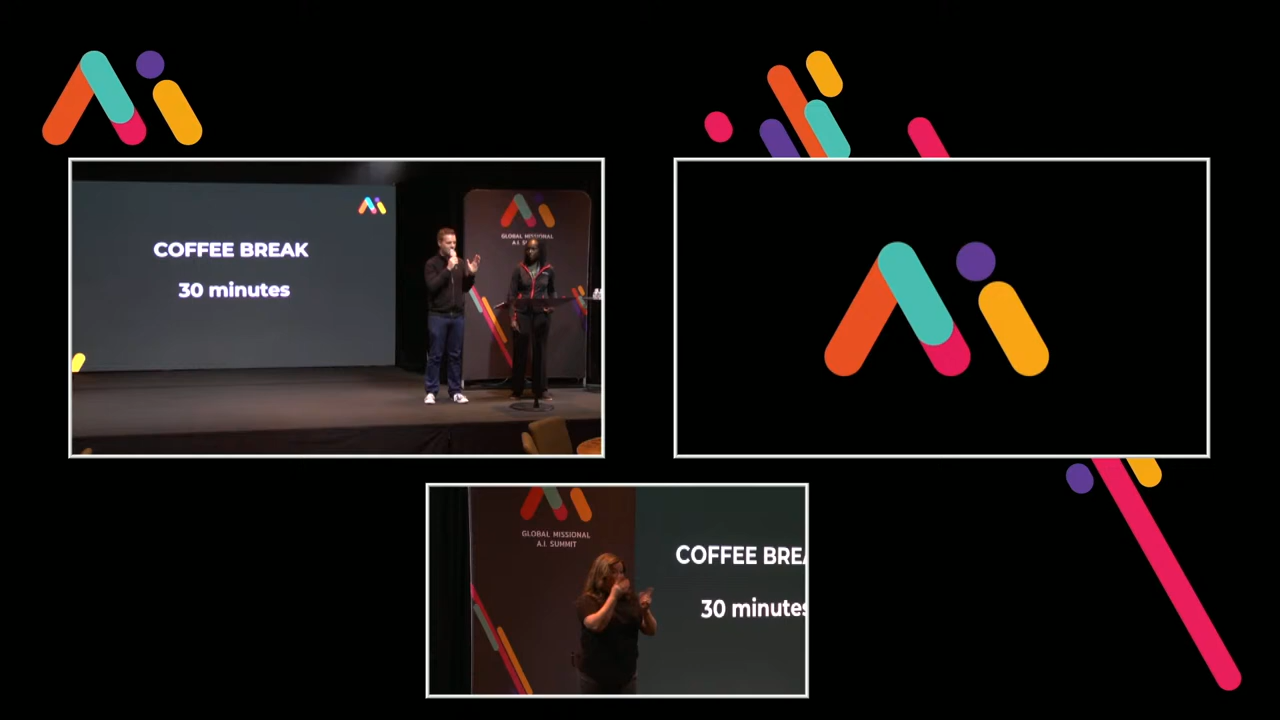 COFFEE BREAK
30 minutes
GLOBAL MISSIONAL
A.I. SUMMIT
GLOBAL MISSIONAL
A.I. SUMMIT
COFFEE BREA
30 minutes